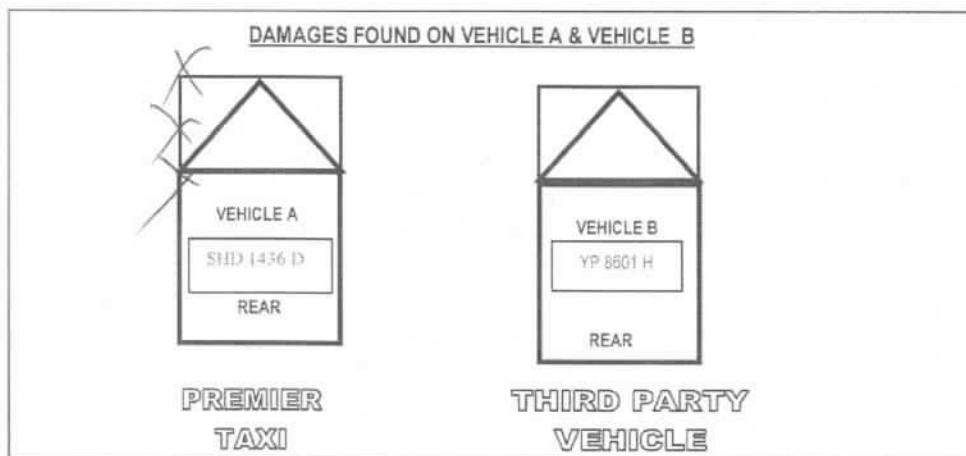 DAMAGES FOUND ON VEHICLE A & VEHICLE B
VEHICLE A
SHD 1436 D
REAR
PREMIER
TAXI
VEHICLE B
YP 8601 H
REAR
THIRD PARTY
VEHICLE